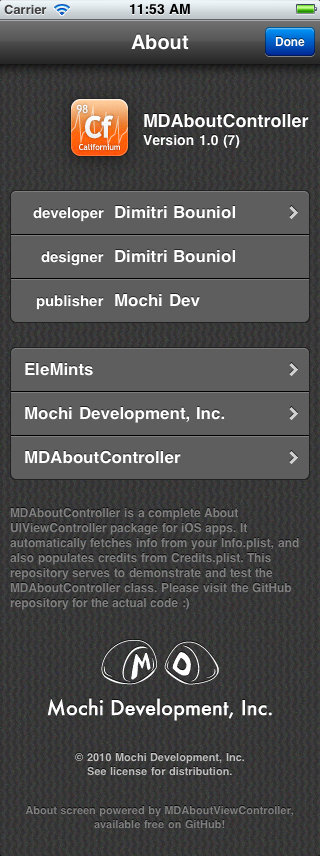 Carrier 11:53 AM
About Done
98
Cf
Californium
MDAboutController
Version 1.0 (7)
developer Dimitri Bouniol
designer Dimitri Bouniol
publisher Mochi Dev
EleMints
Mochi Development, Inc.
MDAboutController
MDAboutController is a complete About
UIViewController package for iOS apps. It
automatically fetches info from your Info.plist, and
also populates credits from Credits.plist. This
repository serves to demonstrate and test the
MDAboutController class. Please visit the GitHub
repository for the actual code :)
MO
Mochi Development, Inc.
© 2010 Mochi Development, Inc.
See license for distribution.
About screen powered by MDAboutViewController,
available free on GitHub!